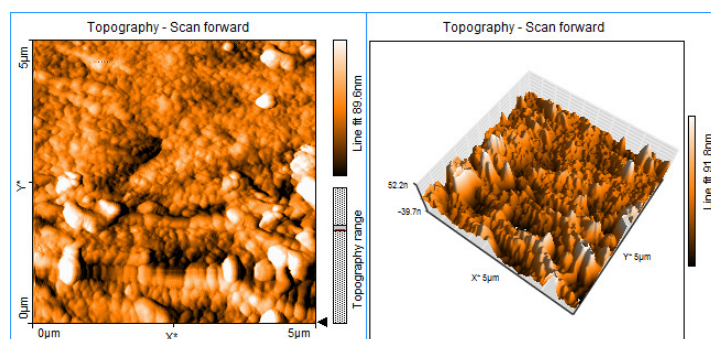 Topography - Scan forward
5µm
Y*
0µm
0µm
X*
5µm
Line fit 89.6nm
Topography range
Topography - Scan forward
52.2n
-39.7n
X* 5µm
Y* 5µm
Line fit 91.8nm